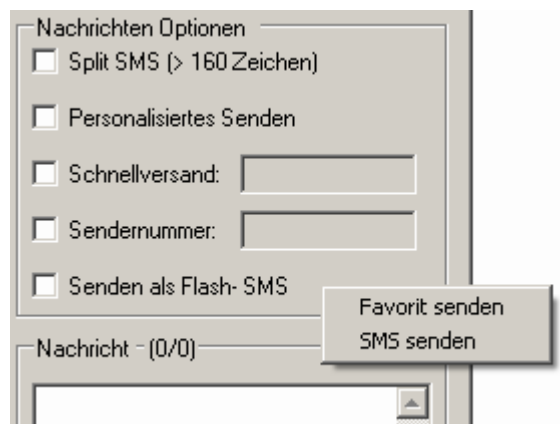 Nachrichten Optionen
Split SMS (> 160 Zeichen)
Personalisiertes Senden
Schnellversand:
Sendernummer:
Senden als Flash- SMS
Favorit senden
SMS senden
Nachricht - (0/0)